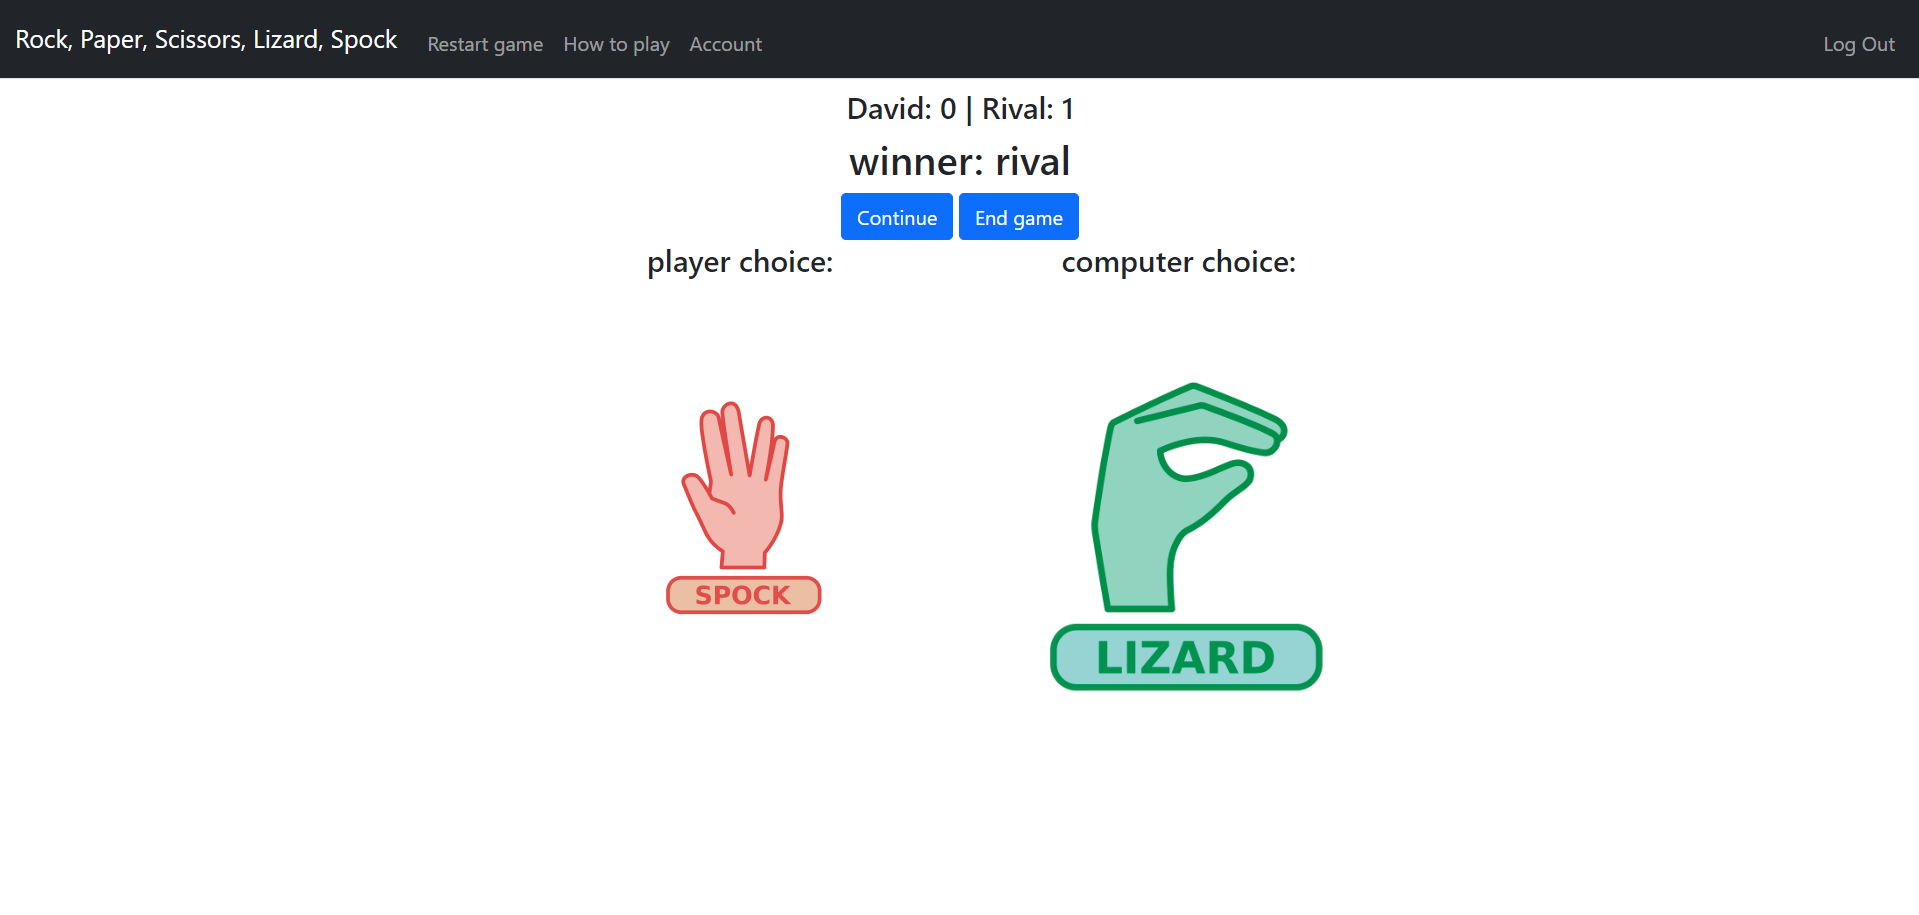 Rock, Paper, Scissors, Lizard, Spock Restart game How to play Account Log Out
David: 0 | Rival: 1
winner: rival
Continue End game
player choice: computer choice:
SPOCK
LIZARD